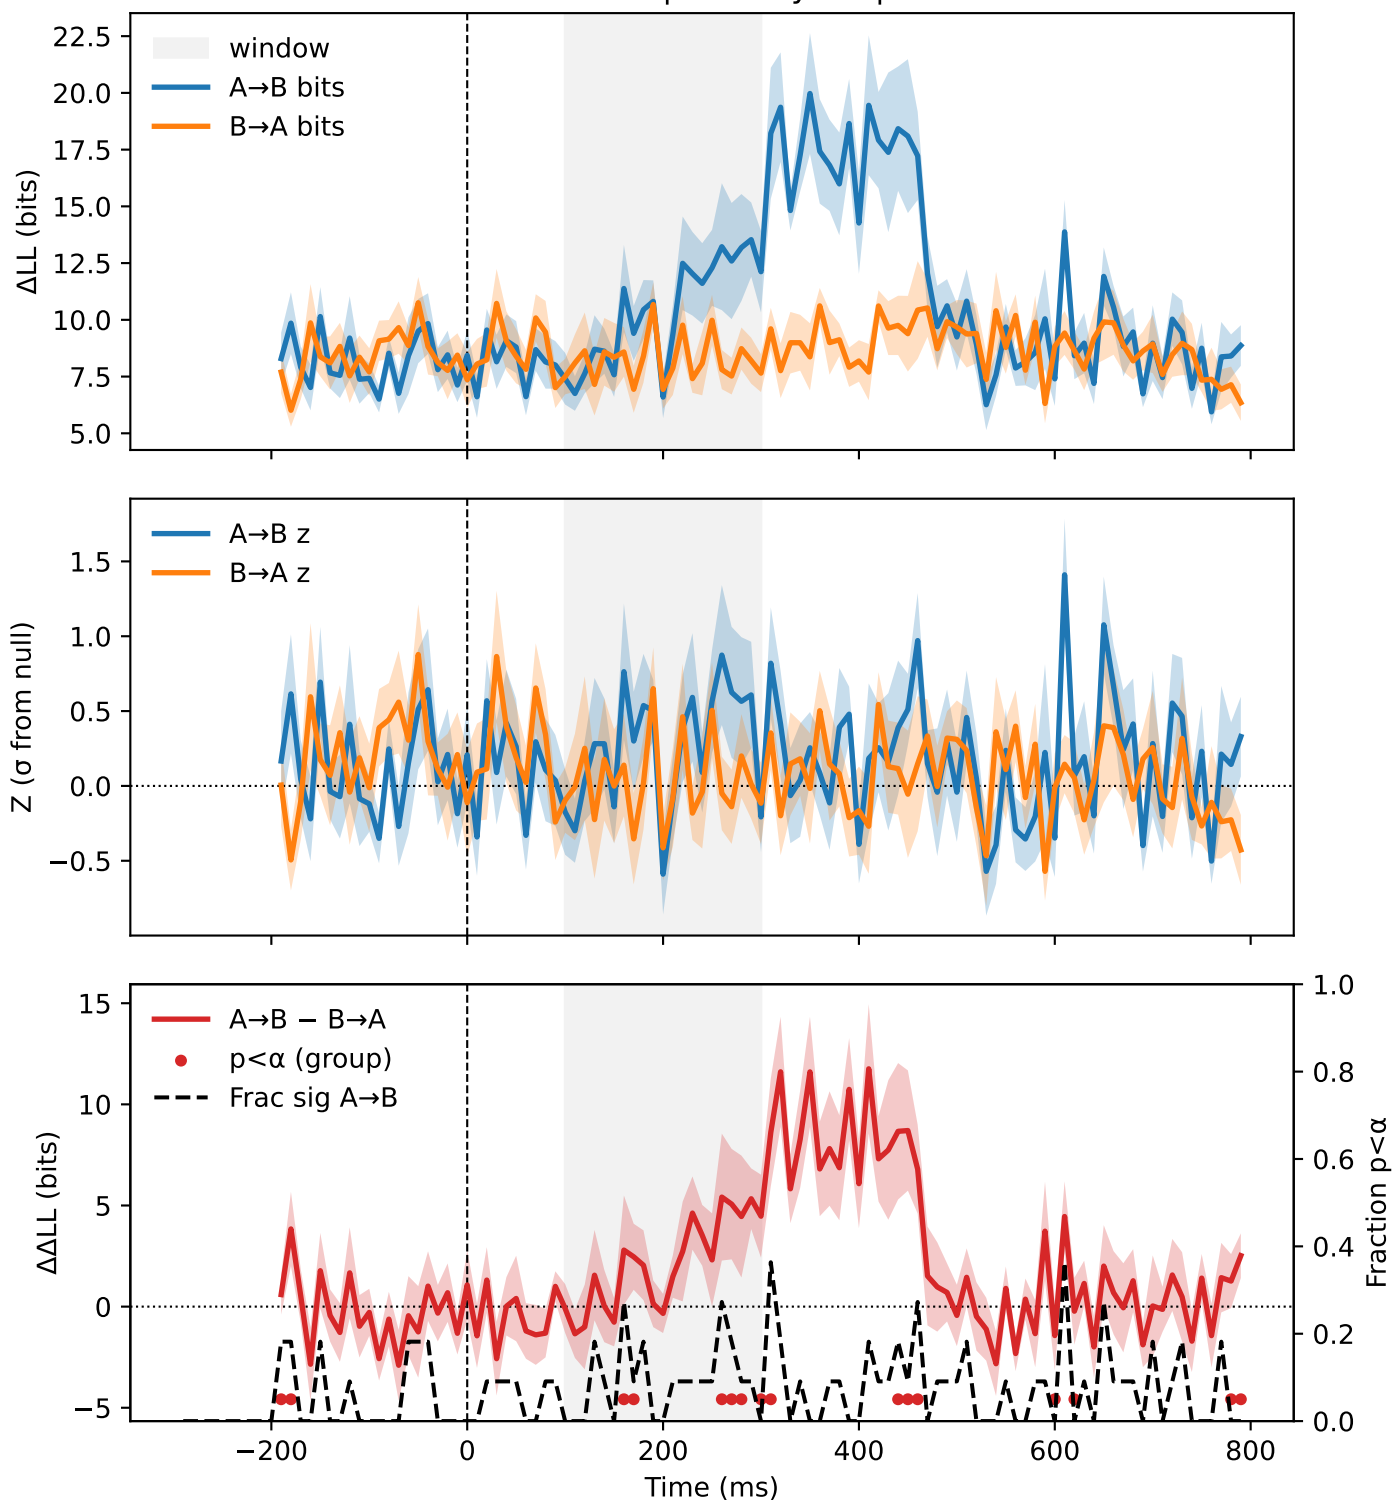 22.5
20.0
17.5
15.0
12.5
10.0
7.5
5.0
ΔLL (bits)
window
A→B bits
B→A bits
1.5
1.0
0.5
0.0
−0.5
Z (σ from null)
A→B z
B→A z
15
10
5
0
−5
ΔΔLL (bits)
A→B − B→A
p<α (group)
Frac sig A→B
1.0
0.8
0.6
0.4
0.2
0.0
Fraction p<α
−200 0 200 400 600 800
Time (ms)